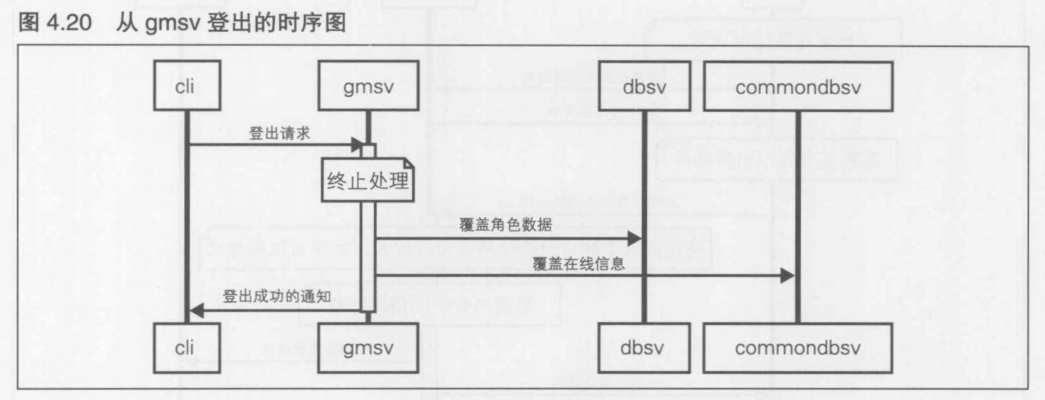 图 4.20 从 gmsv 登出的时序图
cli gmsv dbsv commondbsv
登出请求
终止处理
覆盖角色数据
覆盖在线信息
登出成功的通知
cli gmsv dbsv commondbsv